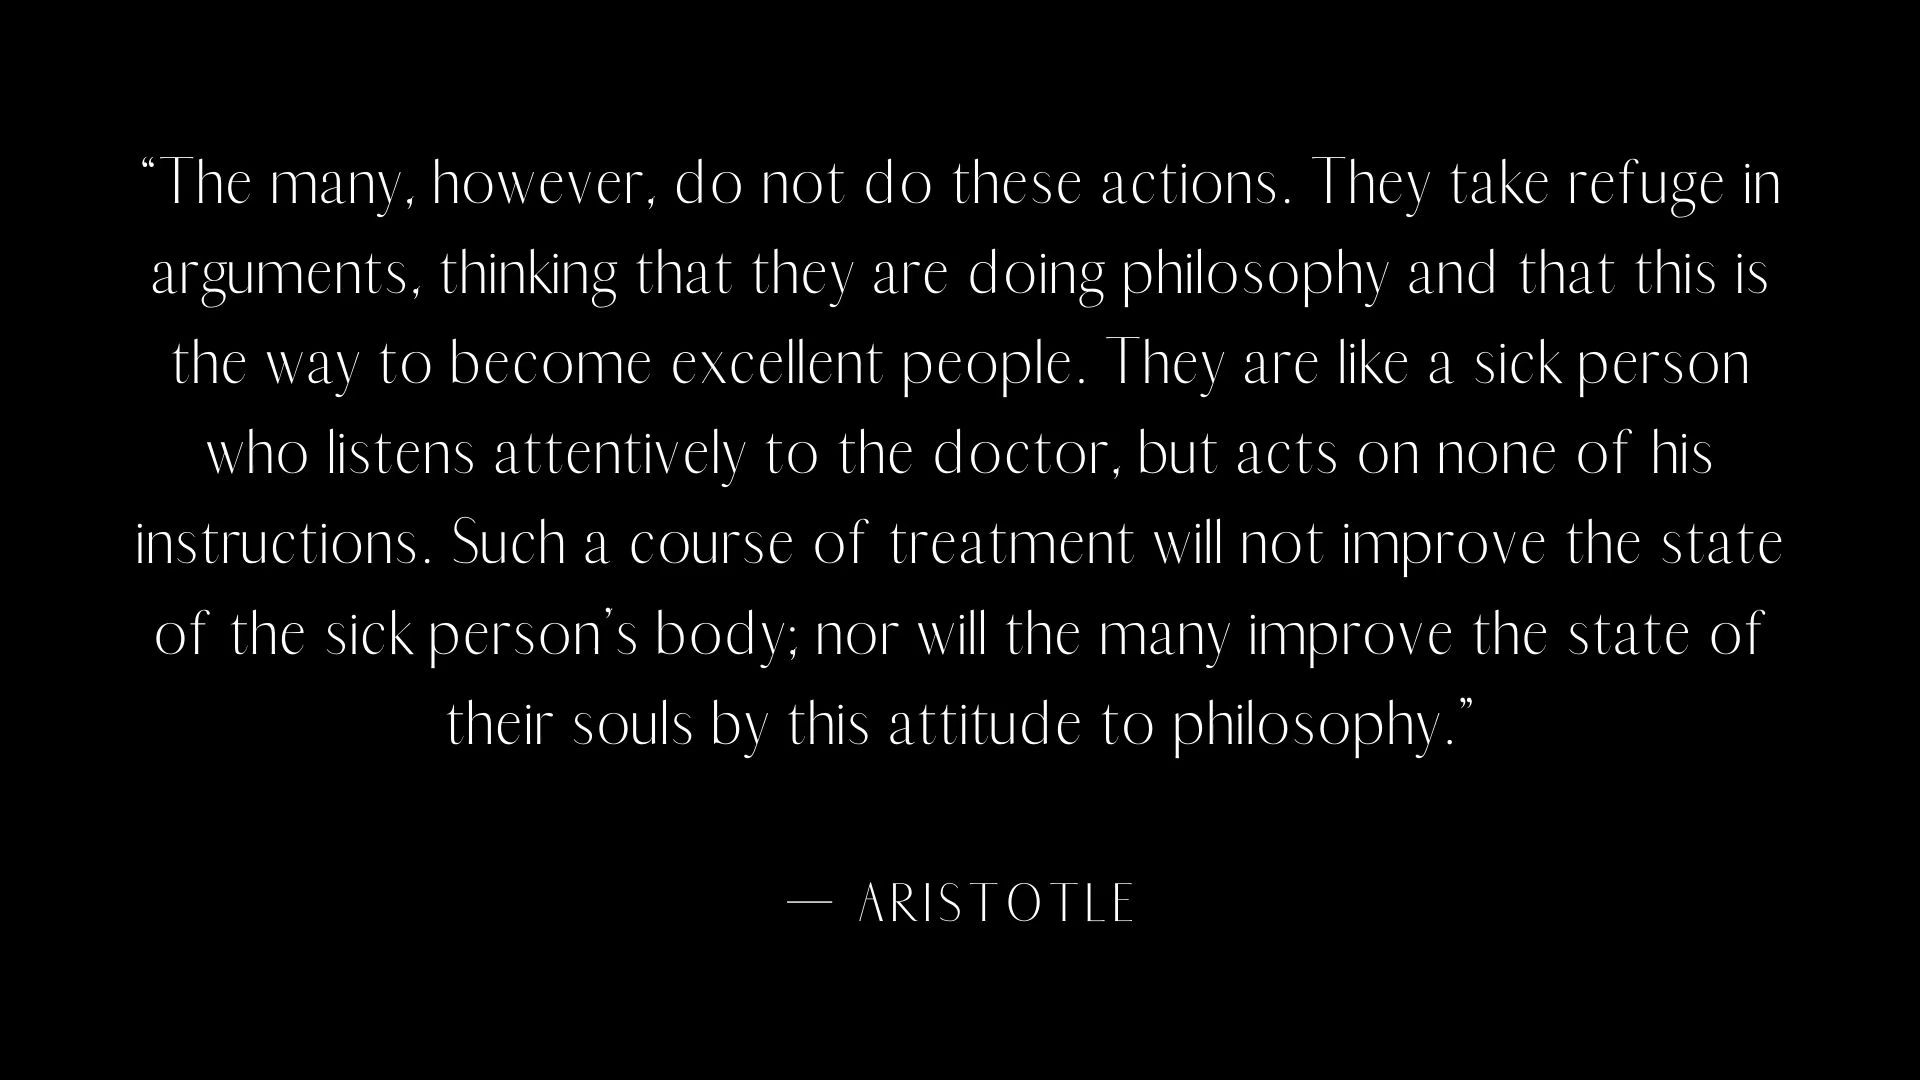 “The many, however, do not do these actions. They take refuge in
arguments, thinking that they are doing philosophy and that this is
the way to become excellent people. They are like a sick person
who listens attentively to the doctor, but acts on none of his
instructions. Such a course of treatment will not improve the state
of the sick person’s body; nor will the many improve the state of
their souls by this attitude to philosophy.”
— ARISTOTLE